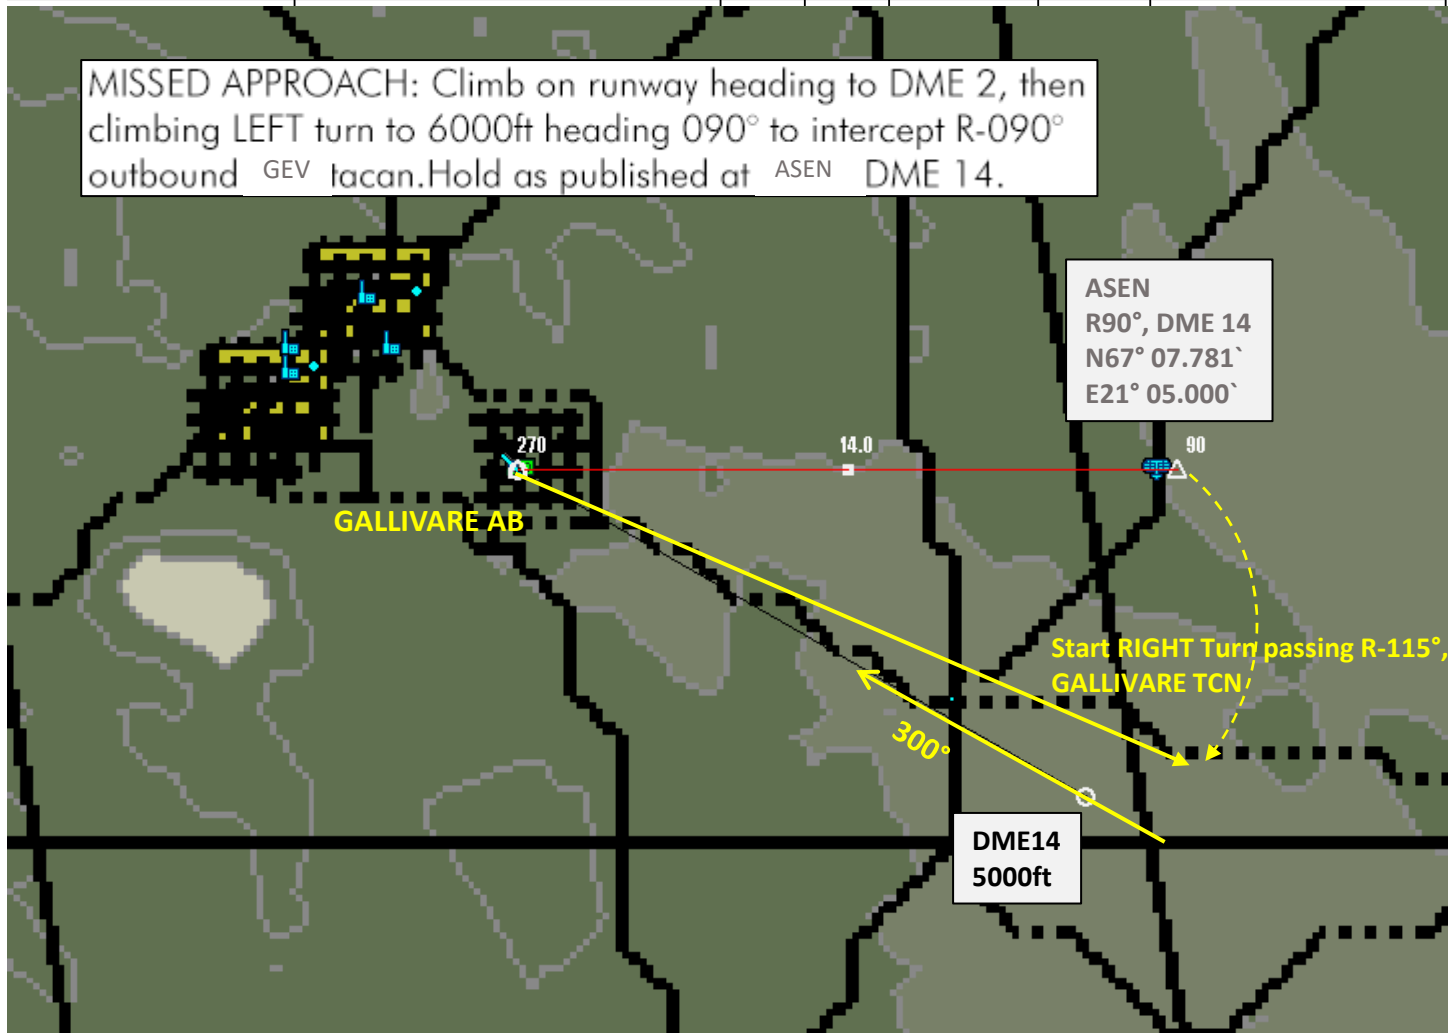 MISSED APPROACH: Climb on runway heading to DME 2, then
climbing LEFT turn to 6000ft heading 090° to intercept R-090°
outbound GEV tacan.Hold as published at ASEN DME 14.
ASEN
R90°, DME 14
N67° 07.781`
E21° 05.000`
270
14.0
90
GALLIVARE AB
Start RIGHT Turn passing R-115°,
GALLIVARE TCN
300°
DME14
5000ft